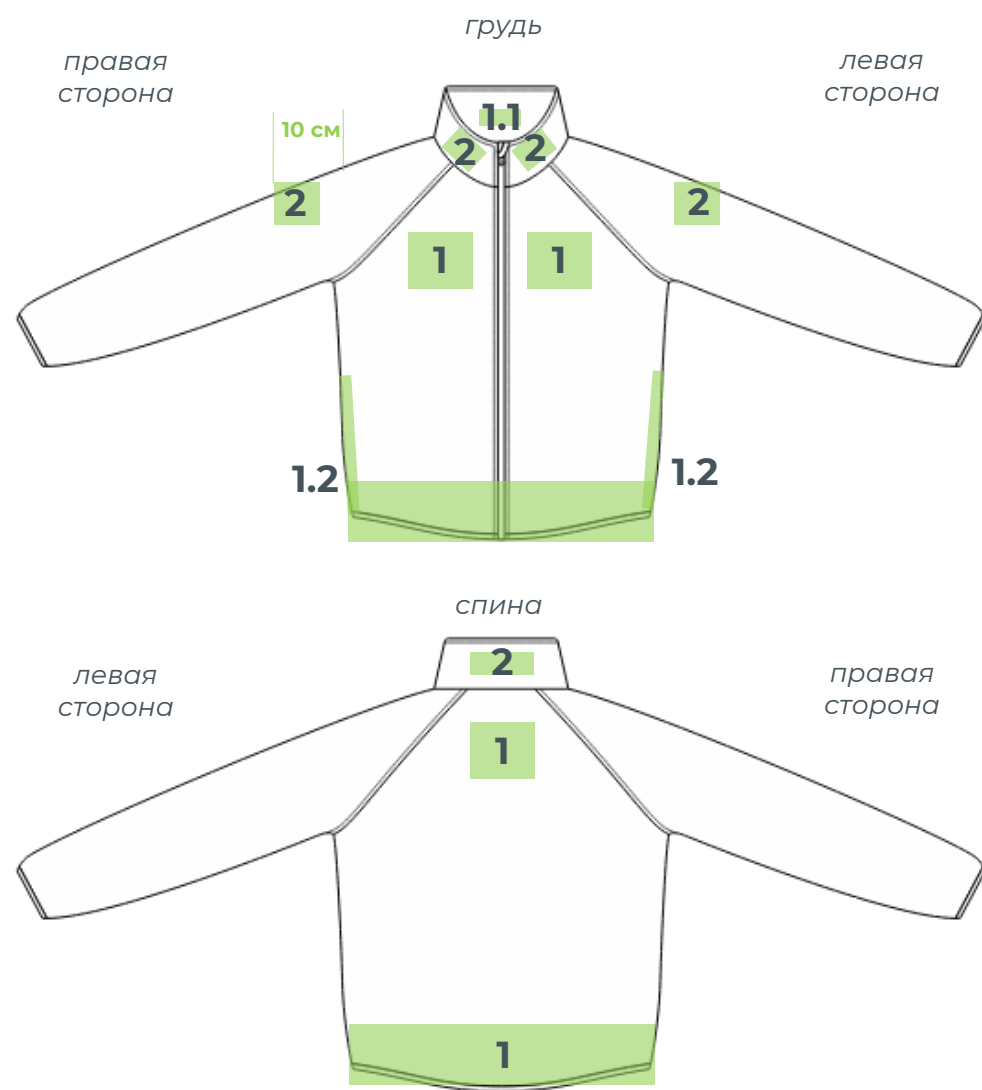 грудь
правая
сторона
левая
сторона
1.1
10 см
2
2
2
2
1
1
1.2
1.2
спина
2
левая
сторона
правая
сторона
1
1